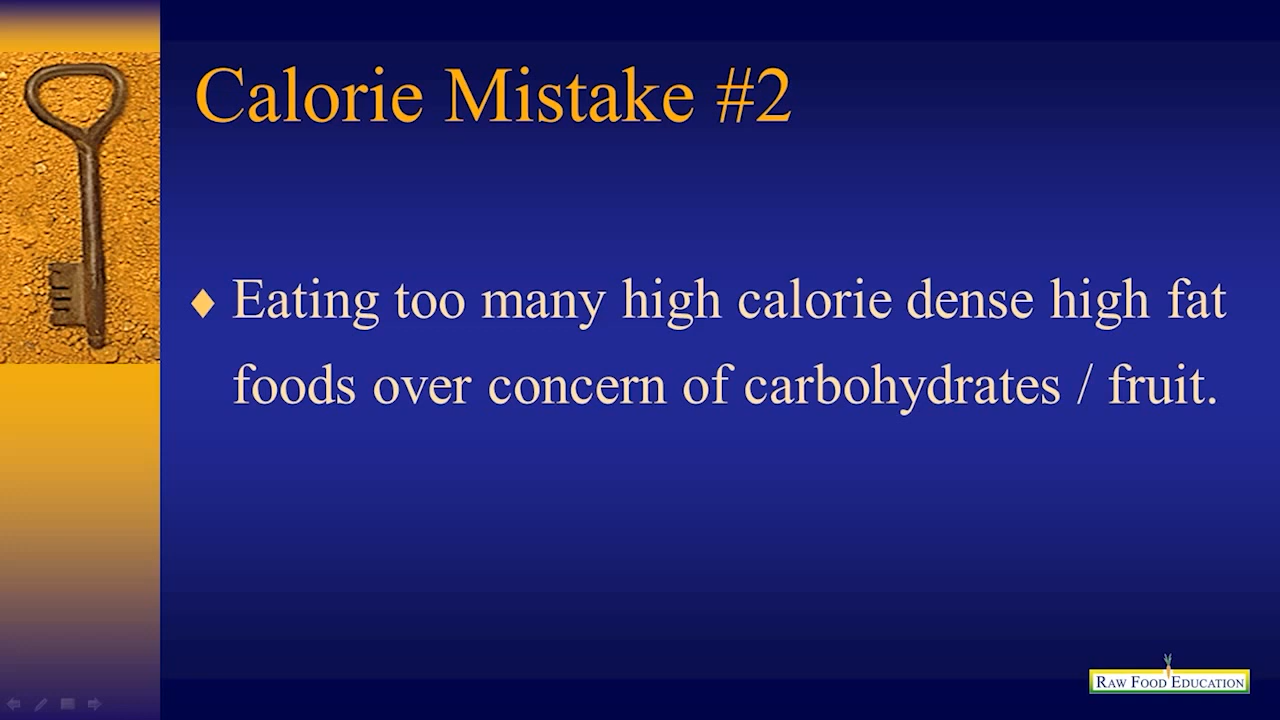 Calorie Mistake #2
Eating too many high calorie dense high fat
foods over concern of carbohydrates / fruit.
RAW FOOD EDUCATION